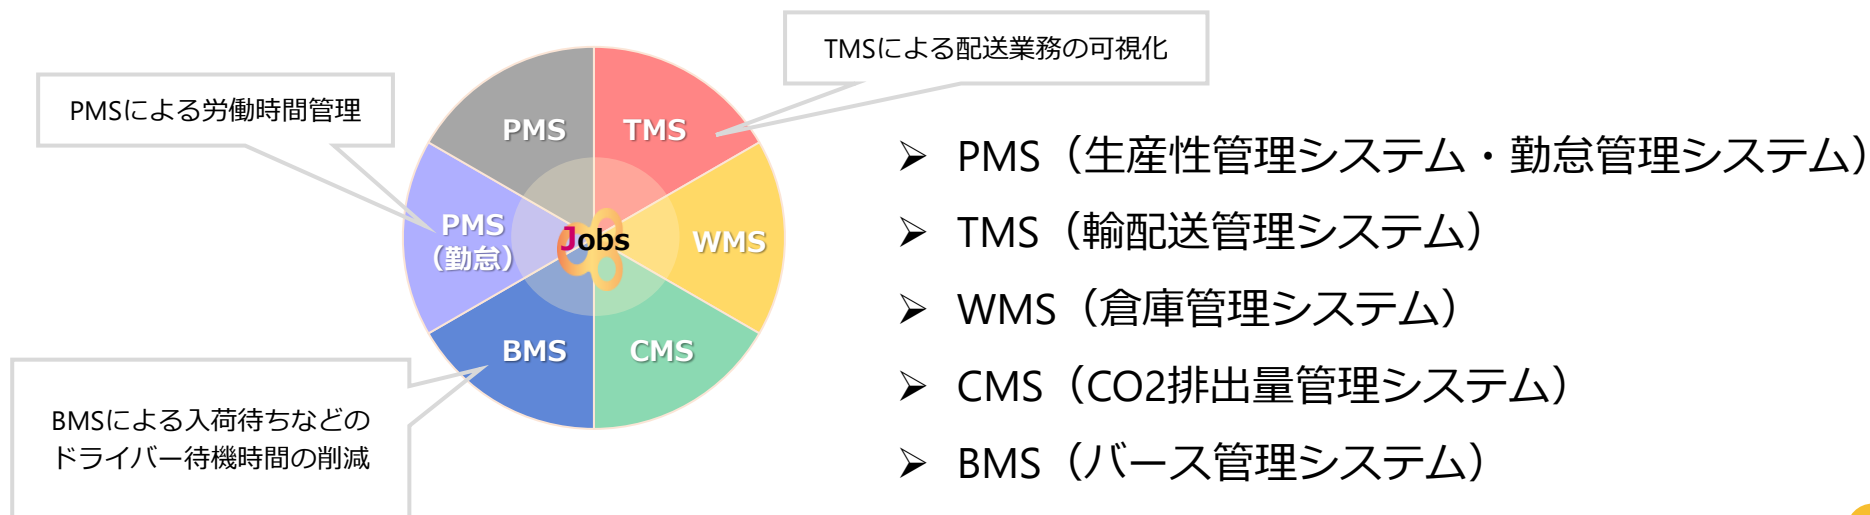 TMSによる配送業務の可視化
PMSによる労働時間管理
PMS
TMS
PMS
（勤怠）
Jobs
WMS
BMS
CMS
BMSによる入荷待ちなどの
ドライバー待機時間の削減
➢ PMS（生産性管理システム・勤怠管理システム）
➢ TMS（輸配送管理システム）
➢ WMS（倉庫管理システム）
➢ CMS（CO2排出量管理システム）
➢ BMS（バース管理システム）